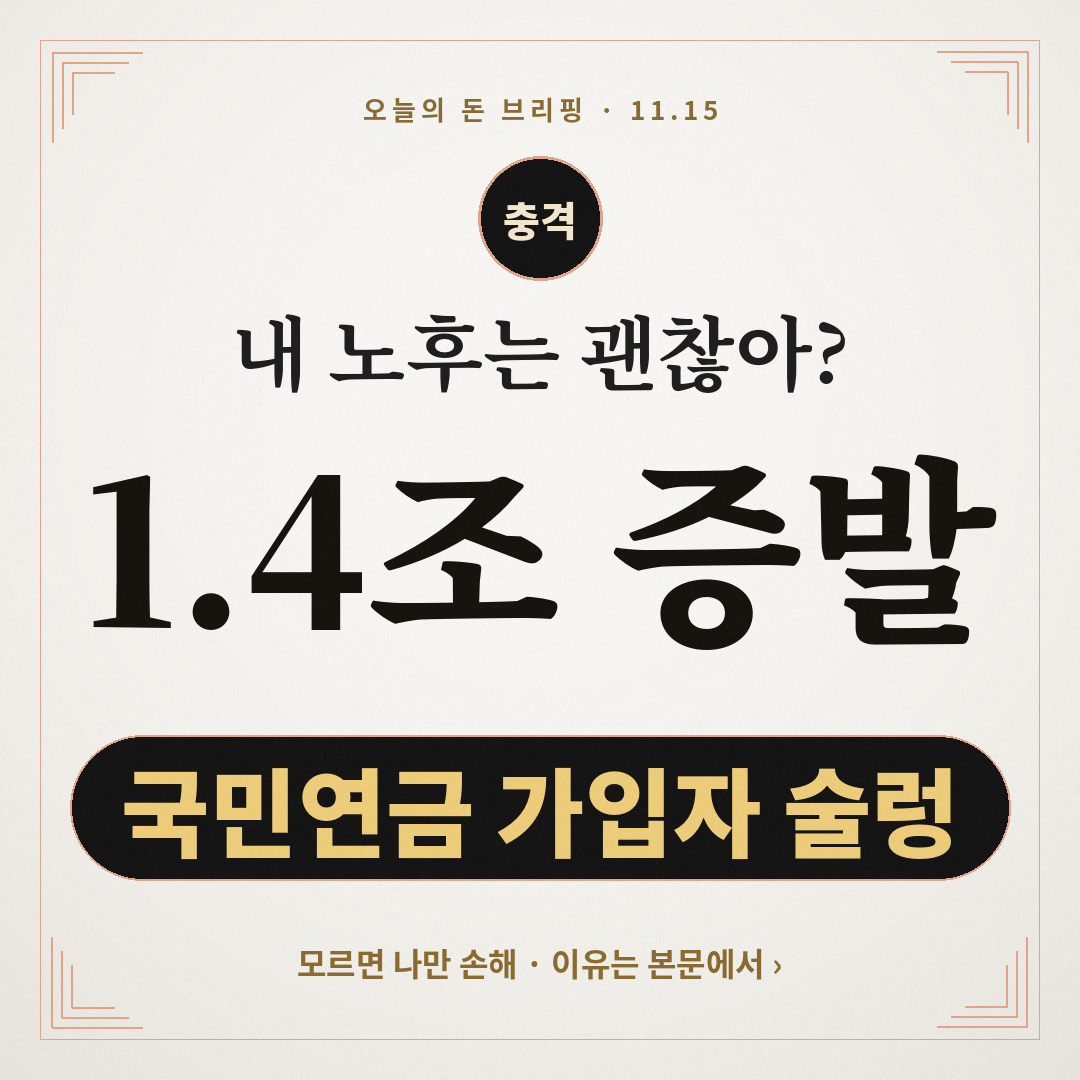 오늘의 돈 브리핑 · 11.15
충격
내 노후는 괜찮아?
1.4조 증발
국민연금 가입자 술렁
모르면 나만 손해 · 이유는 본문에서 ›